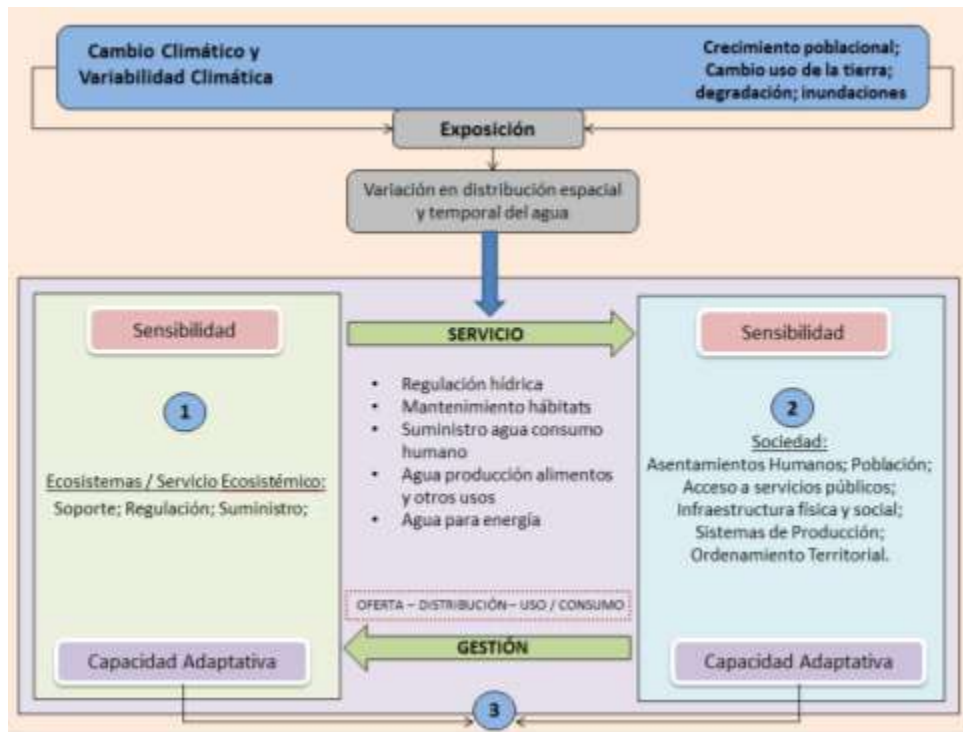 Cambio Climático y
Variabilidad Climática
Crecimiento poblacional;
Cambio uso de la tierra;
degradación; inundaciones
Exposición
Variación en distribución espacial
y temporal del agua
Sensibilidad
1
Ecosistemas / Servicio Ecosistémico:
Soporte; Regulación; Suministro;
Capacidad Adaptativa
SERVICIO
• Regulación hídrica
• Mantenimiento hábitats
• Suministro agua consumo
humano
• Agua producción alimentos
y otros usos
• Agua para energía
OFERTA – DISTRIBUCIÓN – USO / CONSUMO
GESTIÓN
Sensibilidad
2
Sociedad:
Asentamientos Humanos; Población;
Acceso a servicios públicos;
Infraestructura física y social;
Sistemas de Producción;
Ordenamiento Territorial.
Capacidad Adaptativa
3